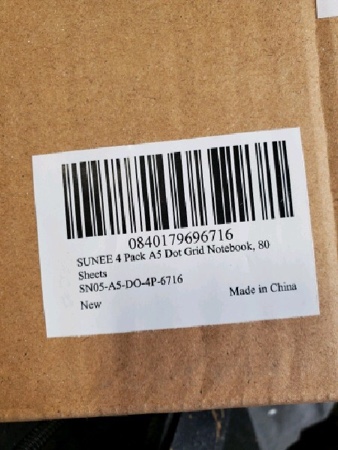 0840179696716
SUNEE 4 Pack A5 Dot Grid Notebook, 80
Sheets
SN05-A5-DO-4P-6716
New
Made in China